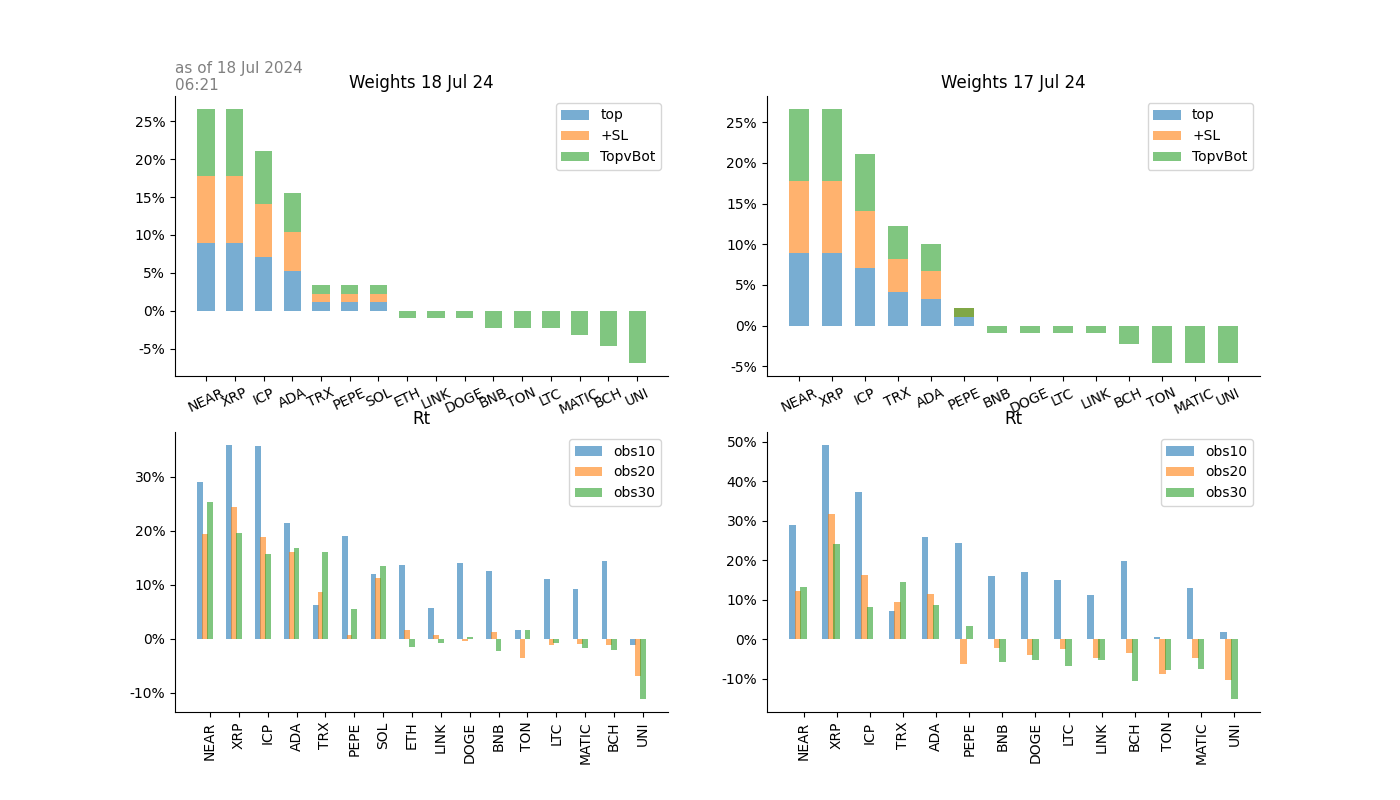 as of 18 Jul 2024
06:21
Weights 18 Jul 24
25%
20%
15%
10%
5%
0%
-5%
top
+SL
TopvBot
NEAR XRP ICP ADA TRX PEPE SOL ETH LINK DOGE BNB TON LTC MATIC BCH UNI
Weights 17 Jul 24
25%
20%
15%
10%
5%
0%
-5%
top
+SL
TopvBot
NEAR XRP ICP TRX ADA PEPE BNB DOGE LTC LINK BCH TON MATIC UNI
Rt
30%
20%
10%
0%
-10%
obs10
obs20
obs30
NEAR XRP ICP ADA TRX PEPE SOL ETH LINK DOGE BNB TON LTC MATIC BCH UNI
Rt
50%
40%
30%
20%
10%
0%
-10%
obs10
obs20
obs30
NEAR XRP ICP TRX ADA PEPE BNB DOGE LTC LINK BCH TON MATIC UNI